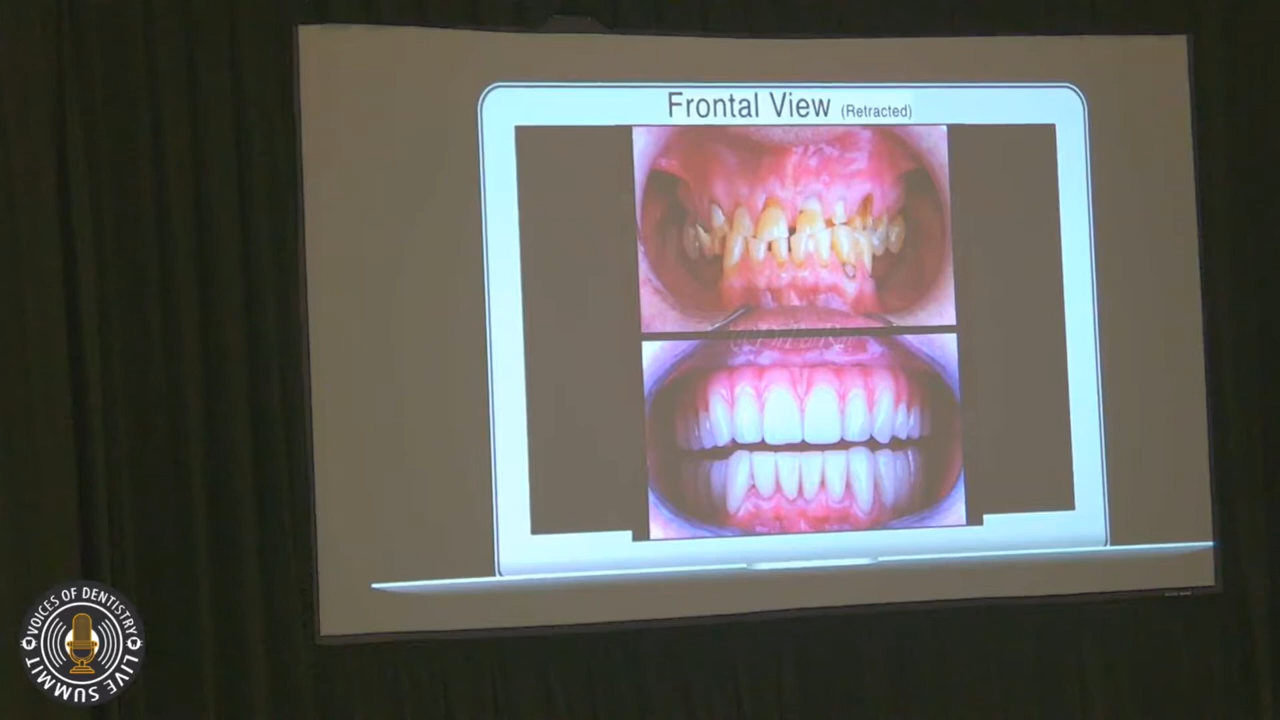 Frontal View (Retracted)
VOICES OF DENTISTRY
LIVE SUMMIT